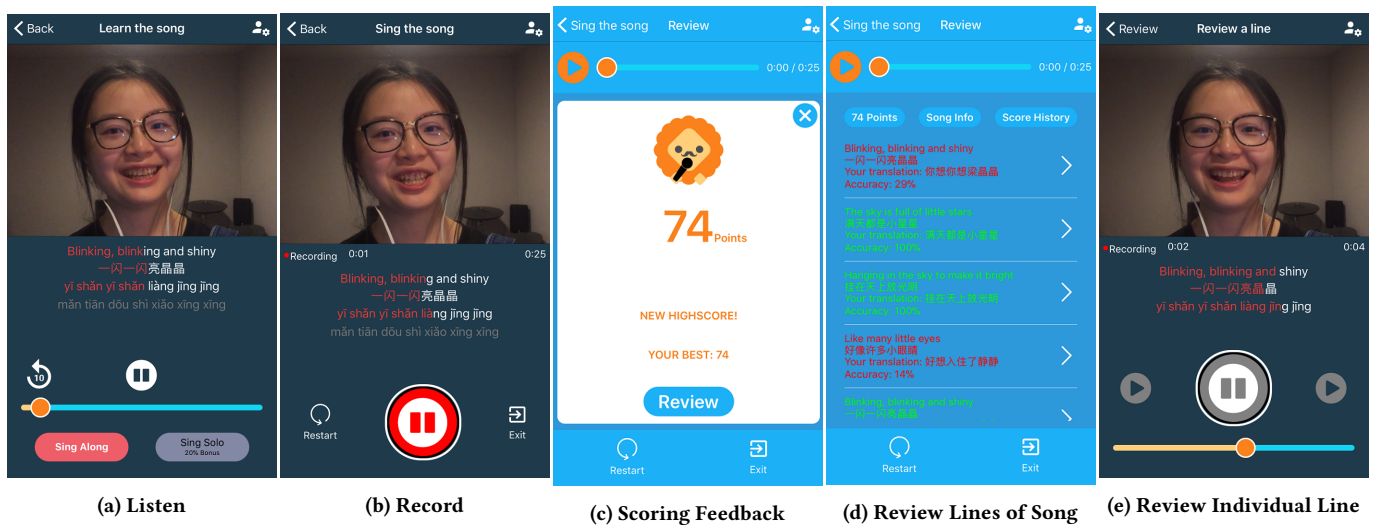 Back
Learn the song
Blinking, blinking and shiny
一闪一闪亮晶晶
yī shǎn yī shǎn liàng jīng jīng
mǎn tiān dōu shì xiǎo xīng xīng
10
Sing Along
Sing Solo
20% Bonus
(a) Listen
Back
Sing the song
Recording 0:01 0:25
Blinking, blinking and shiny
一闪一闪亮晶晶
yī shǎn yī shǎn liàng jīng jīng
mǎn tiān dōu shì xiǎo xīng xīng
Restart
Exit
(b) Record
Sing the song
Review
0:00 / 0:25
74 Points
NEW HIGHSCORE!
YOUR BEST: 74
Review
Restart
Exit
(c) Scoring Feedback
Sing the song
Review
0:00 / 0:25
74 Points
Song Info
Score History
Blinking, blinking and shiny
一闪一闪亮晶晶
Your translation: 你想你想梁晶晶
Accuracy: 29%
The sky is full of little stars
满天都是小星星
Your translation: 满天都是小星星
Accuracy: 100%
Hanging in the sky to make it bright
挂在天上放光明
Your translation: 挂在天上放光明
Accuracy: 100%
Like many little eyes
好像许多小眼睛
Your translation: 好想入住了静静
Accuracy: 14%
Blinking, blinking and shiny
一闪一闪亮晶晶
Restart
Exit
(d) Review Lines of Song
Review
Review a line
Recording 0:02 0:04
Blinking, blinking and shiny
一闪一闪亮晶晶
yī shǎn yī shǎn liàng jīng jīng
(e) Review Individual Line